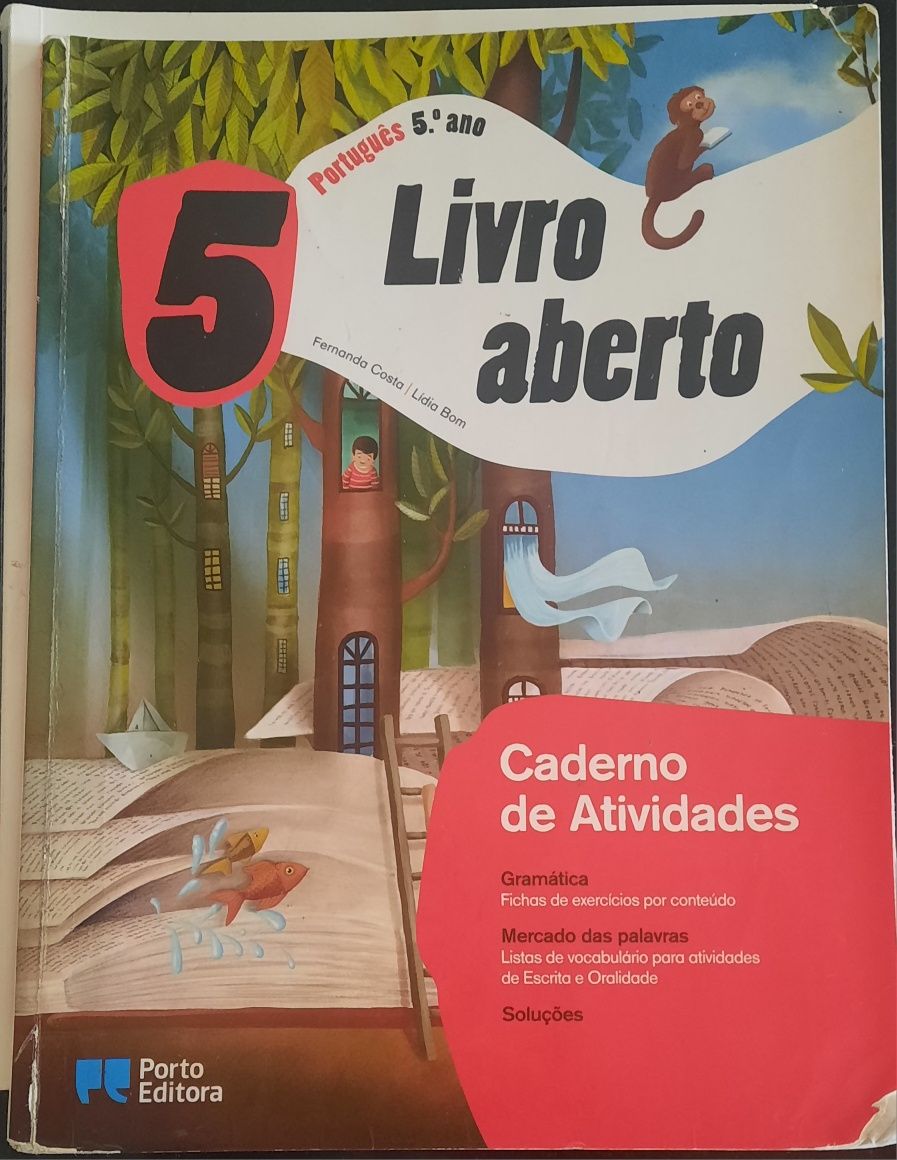 Português 5.º ano
5
Livro
aberto
Fernanda Costa | Lídia Bom
Caderno
de Atividades
Gramática
Fichas de exercícios por conteúdo
Mercado das palavras
Listas de vocabulário para atividades
de Escrita e Oralidade
Soluções
Porto
Editora